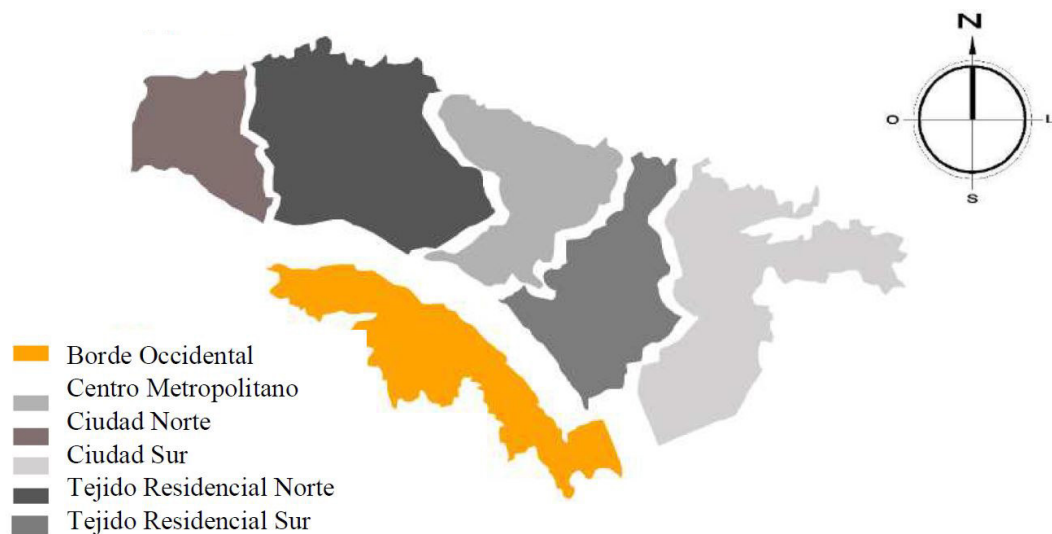 N
O
L
S
Borde Occidental
Centro Metropolitano
Ciudad Norte
Ciudad Sur
Tejido Residencial Norte
Tejido Residencial Sur